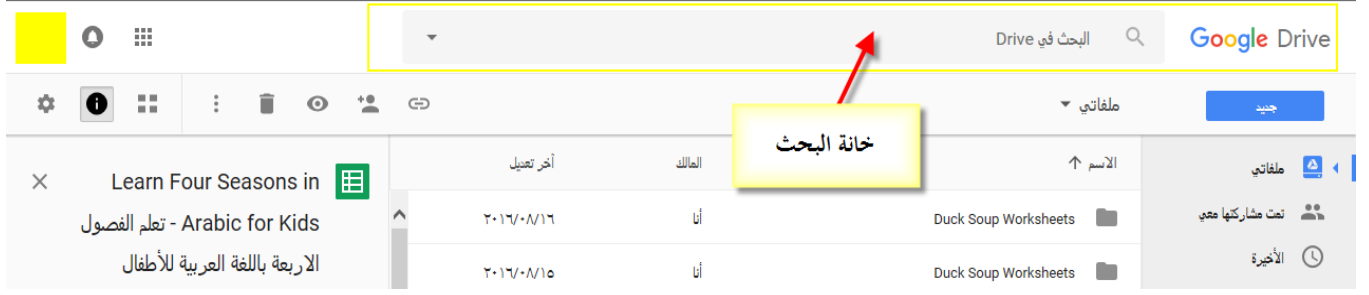 Google Drive
البحث في Drive
جديد
ملفاتي
خانة البحث
ملفاتي
تمت مشاركتها معي
الأخيرة
الاسم
المالك
آخر تعديل
Duck Soup Worksheets
أنا
٢٠١٦/٠٨/١٦
Duck Soup Worksheets
أنا
٢٠١٦/٠٨/١٥
Learn Four Seasons in
Arabic for Kids - تعلم الفصول
الاربعة باللغة العربية للأطفال